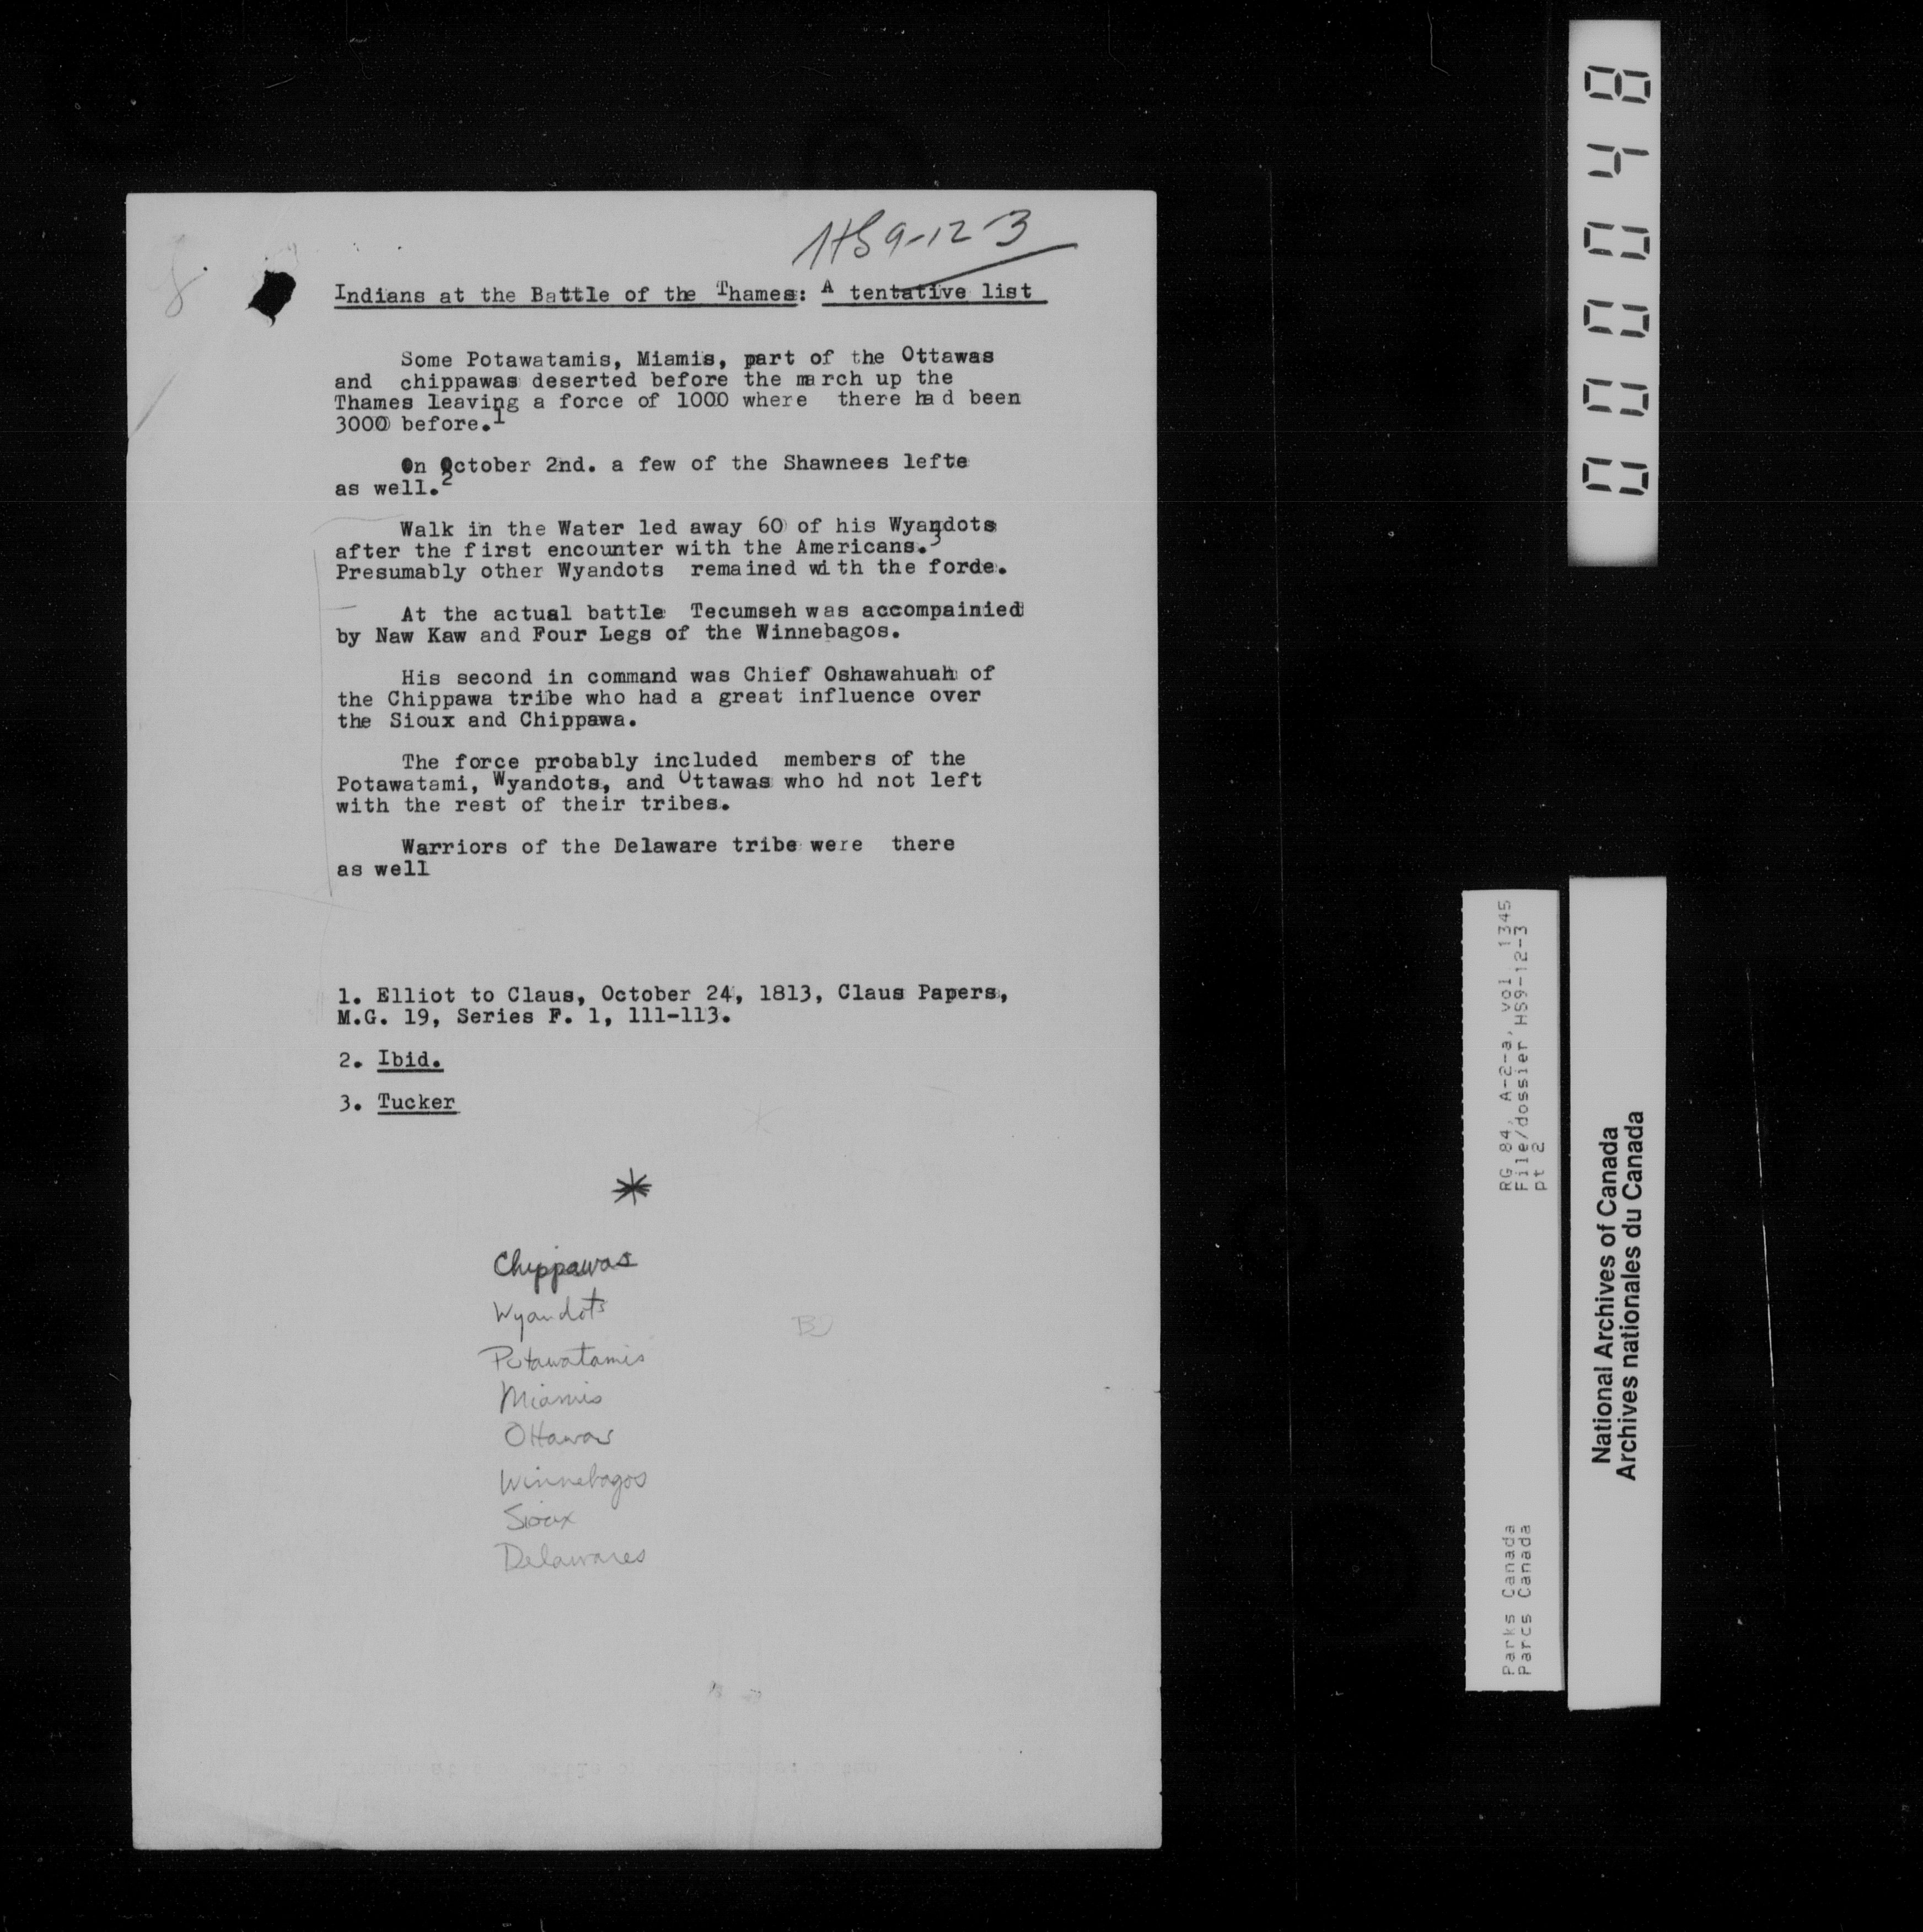 HS9-12-3
Indians at the Battle of the Thames: A tentative list
Some Potawatamis, Miamis, part of the Ottawas
and chippawas deserted before the march up the
Thames leaving a force of 1000 where there had been
3000 before.1
On October 2nd. a few of the Shawnees lefte
as well.2
Walk in the Water led away 60 of his Wyandots
after the first encounter with the Americans.3
Presumably other Wyandots remained with the forde.
At the actual battle Tecumseh was accompainied
by Naw Kaw and Four Legs of the Winnebagos.
His second in command was Chief Oshawahuah of
the Chippawa tribe who had a great influence over
the Sioux and Chippawa.
The force probably included members of the
Potawatami, Wyandots, and Ottawas who hd not left
with the rest of their tribes.
Warriors of the Delaware tribe were there
as well
1. Elliot to Claus, October 24, 1813, Claus Papers,
M.G. 19, Series F. 1, 111-113.
2. Ibid.
3. Tucker
*
Chippawas
Wyandots
Potawatamis
Miamis
Ottawas
Winnebagos
Sioux
Delawares
00048
RG 84, A-2-a, vol 1345
File/dossier HS9-12-3
pt 2
Parks Canada
Parcs Canada
National Archives of Canada
Archives nationales du Canada